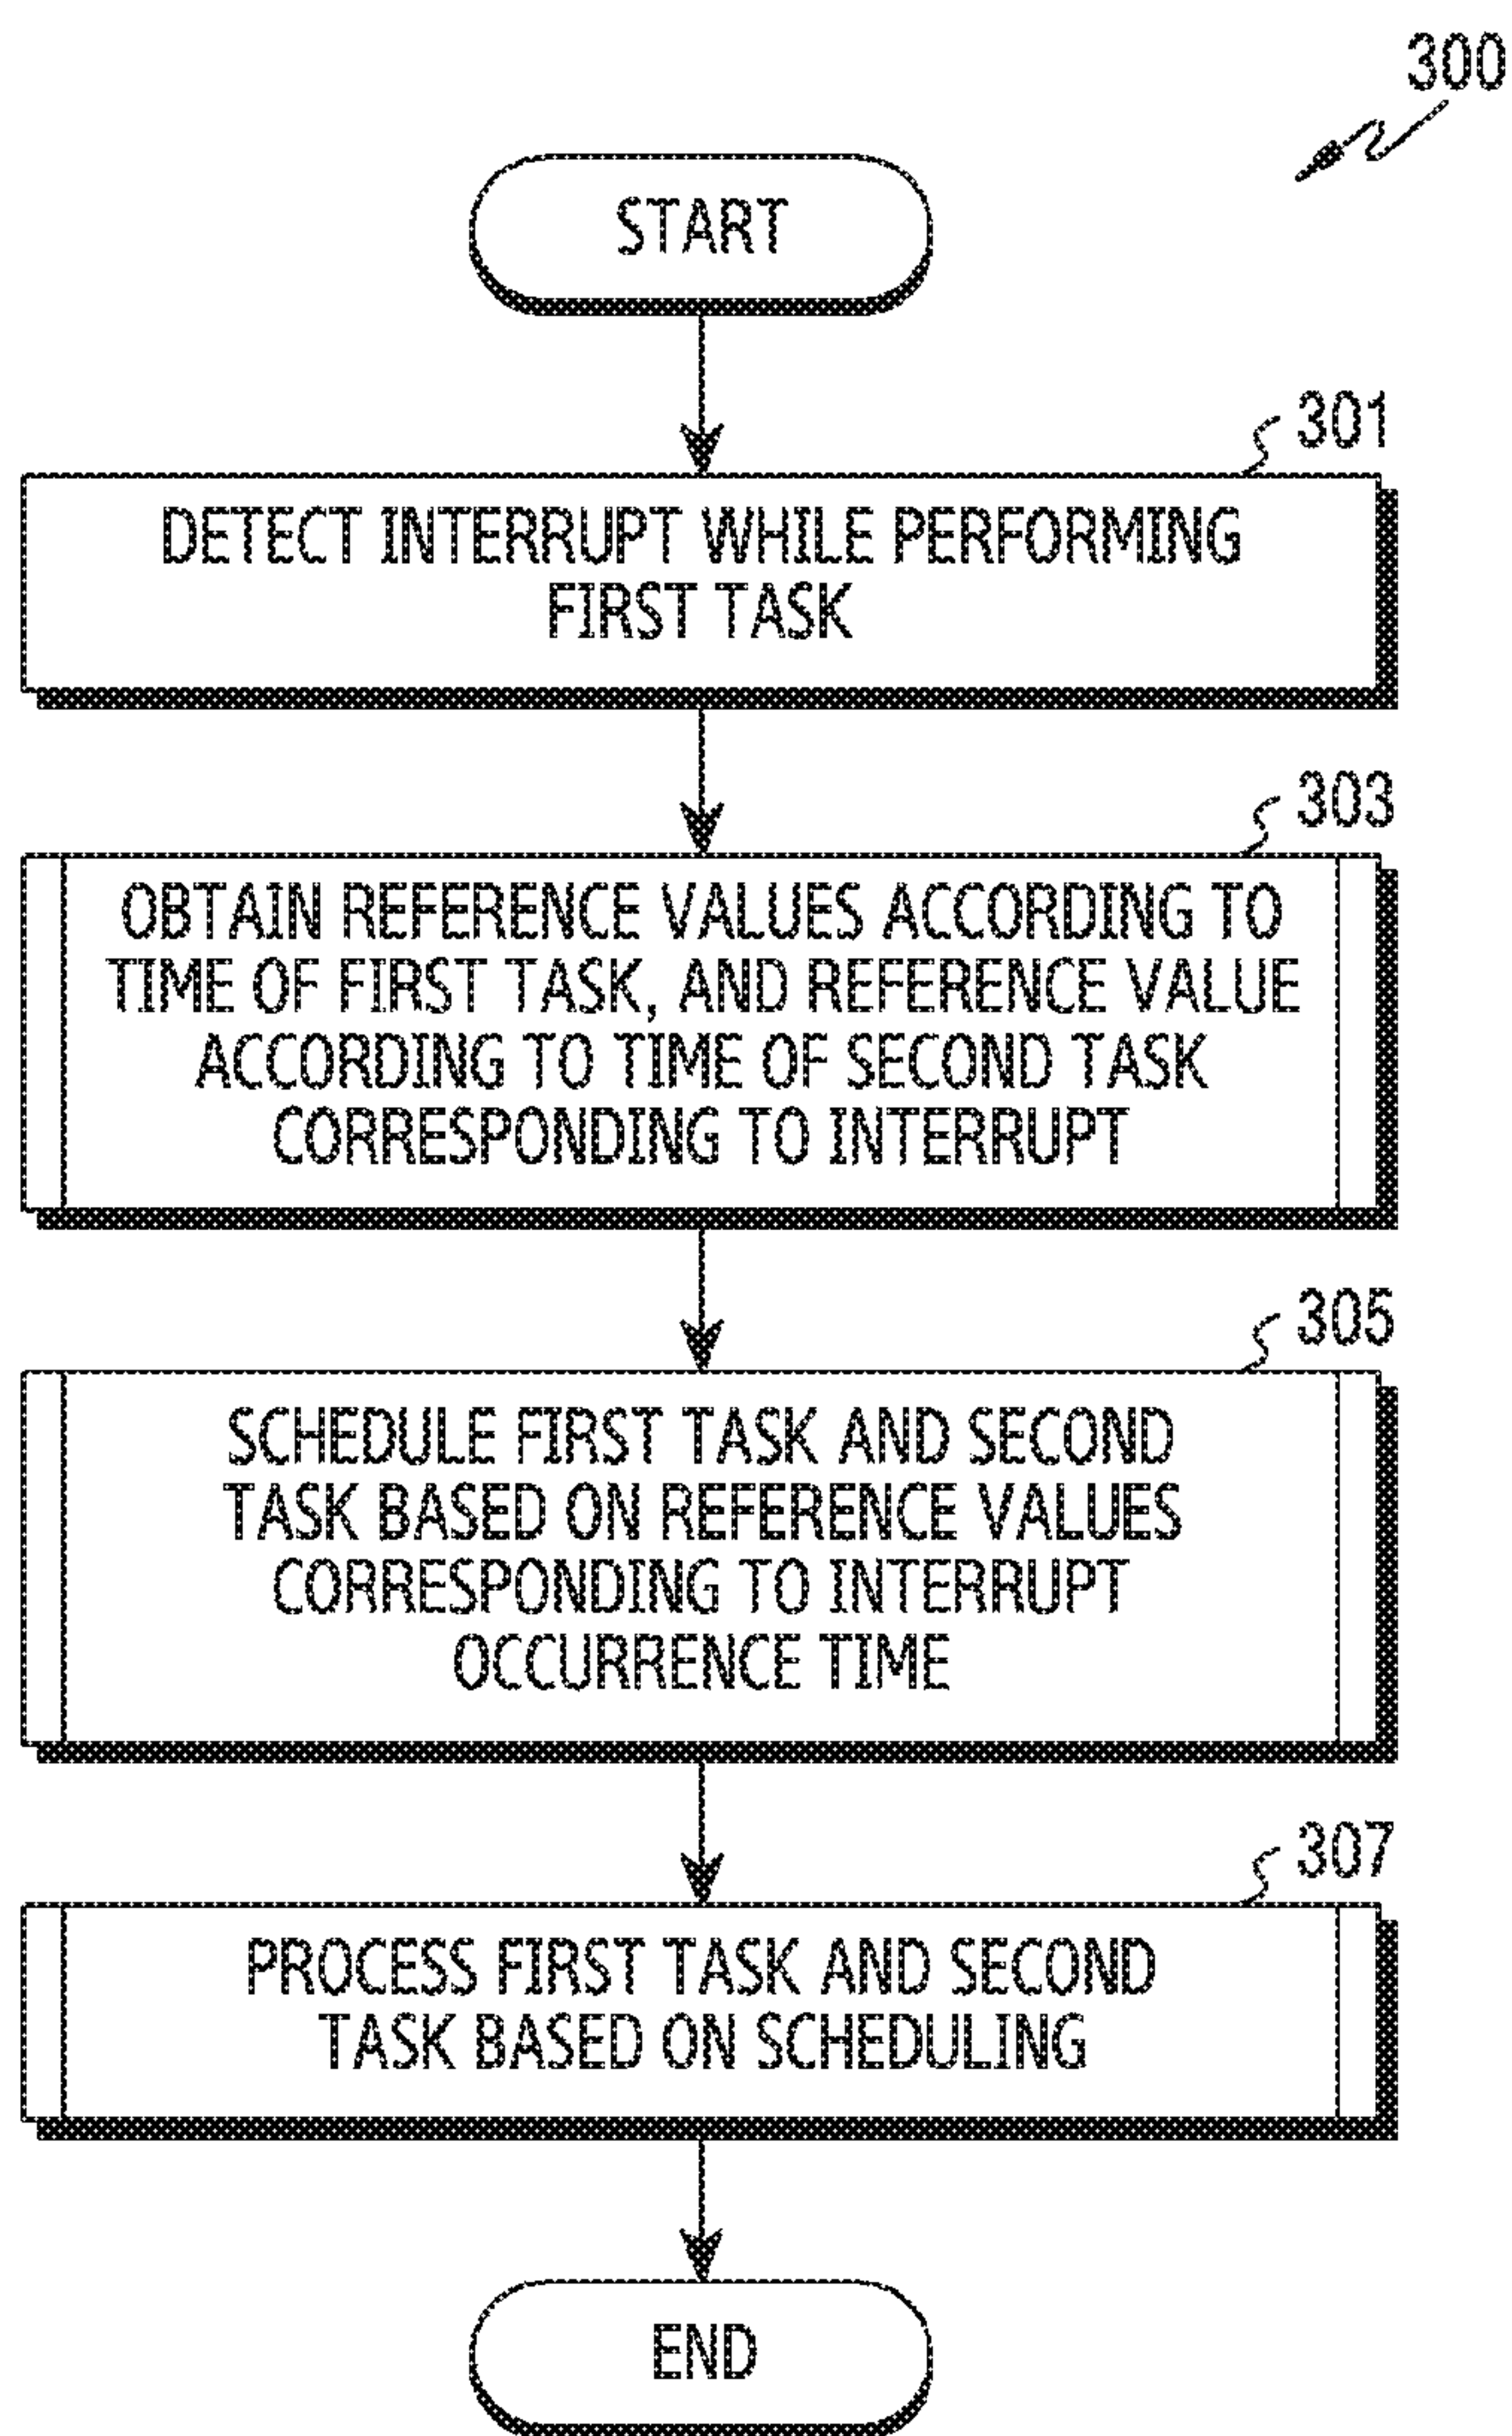 300
START
301
DETECT INTERRUPT WHILE PERFORMING
FIRST TASK
303
OBTAIN REFERENCE VALUES ACCORDING TO
TIME OF FIRST TASK, AND REFERENCE VALUE
ACCORDING TO TIME OF SECOND TASK
CORRESPONDING TO INTERRUPT
305
SCHEDULE FIRST TASK AND SECOND
TASK BASED ON REFERENCE VALUES
CORRESPONDING TO INTERRUPT
OCCURRENCE TIME
307
PROCESS FIRST TASK AND SECOND
TASK BASED ON SCHEDULING
END